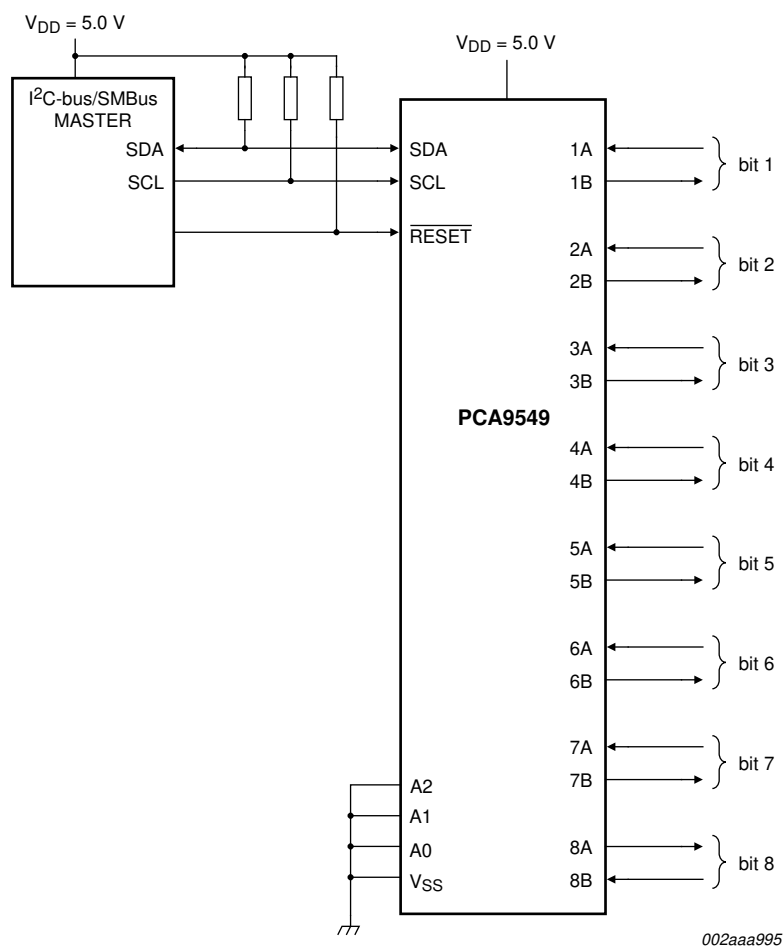 V_DD = 5.0 V
V_DD = 5.0 V
I²C-bus/SMBus
MASTER
SDA
SCL
SDA
SCL
RESET
PCA9549
A2
A1
A0
V_SS
1A
1B
bit 1
2A
2B
bit 2
3A
3B
bit 3
4A
4B
bit 4
5A
5B
bit 5
6A
6B
bit 6
7A
7B
bit 7
8A
8B
bit 8
002aaa995